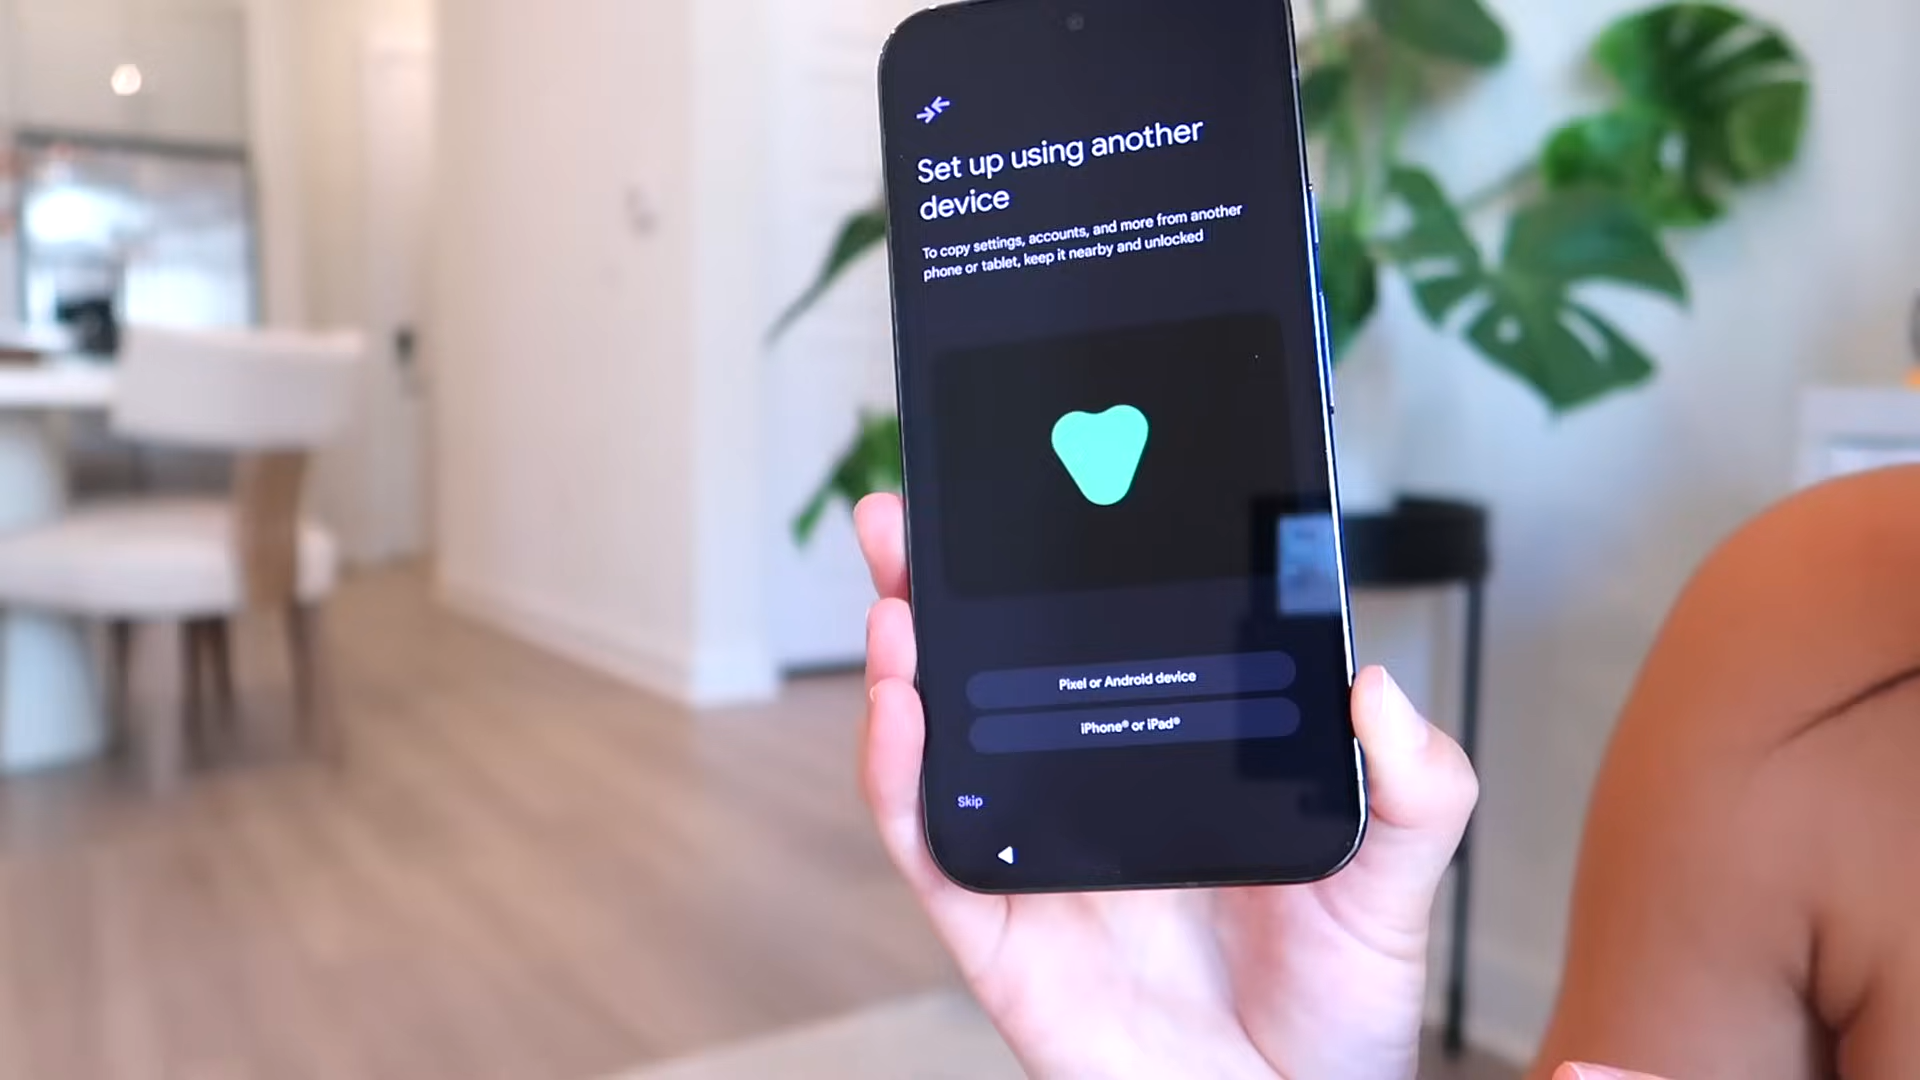 Set up using another
device
To copy settings, accounts, and more from another
phone or tablet, keep it nearby and unlocked
Pixel or Android device
iPhone® or iPad®
Skip